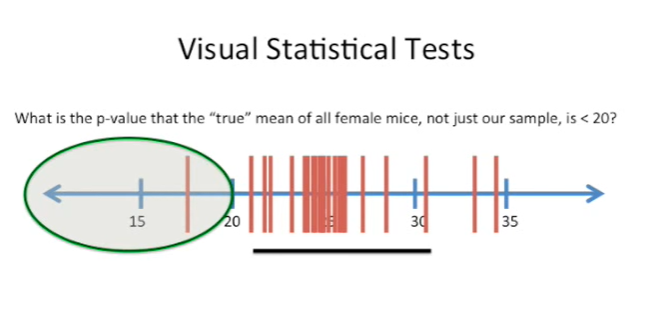 Visual Statistical Tests
What is the p-value that the “true” mean of all female mice, not just our sample, is < 20?
15 20 30 35